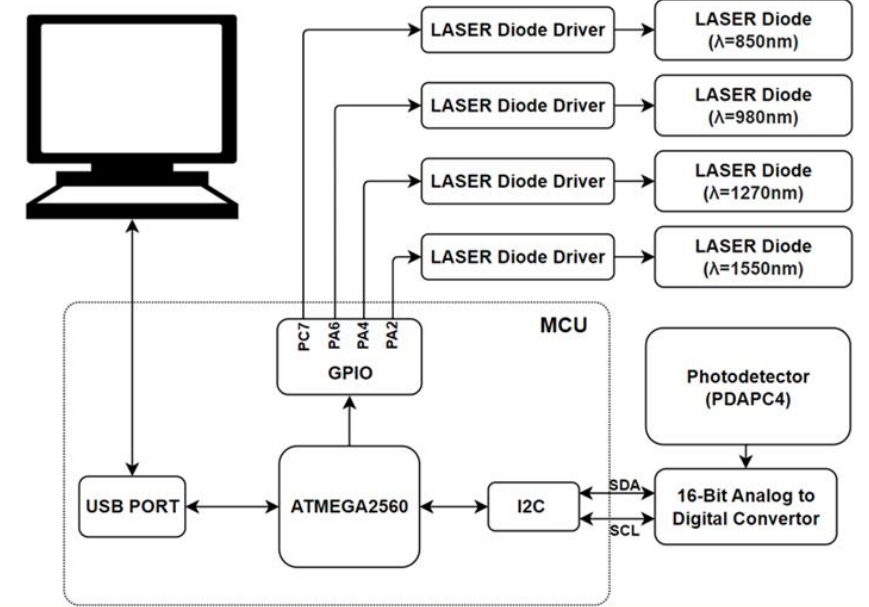 LASER Diode Driver
LASER Diode
(λ=850nm)
LASER Diode Driver
LASER Diode
(λ=980nm)
LASER Diode Driver
LASER Diode
(λ=1270nm)
LASER Diode Driver
LASER Diode
(λ=1550nm)
MCU
PC7
PA6
PA4
PA2
GPIO
Photodetector
(PDAPC4)
USB PORT
ATMEGA2560
I2C
SDA
SCL
16-Bit Analog to
Digital Convertor